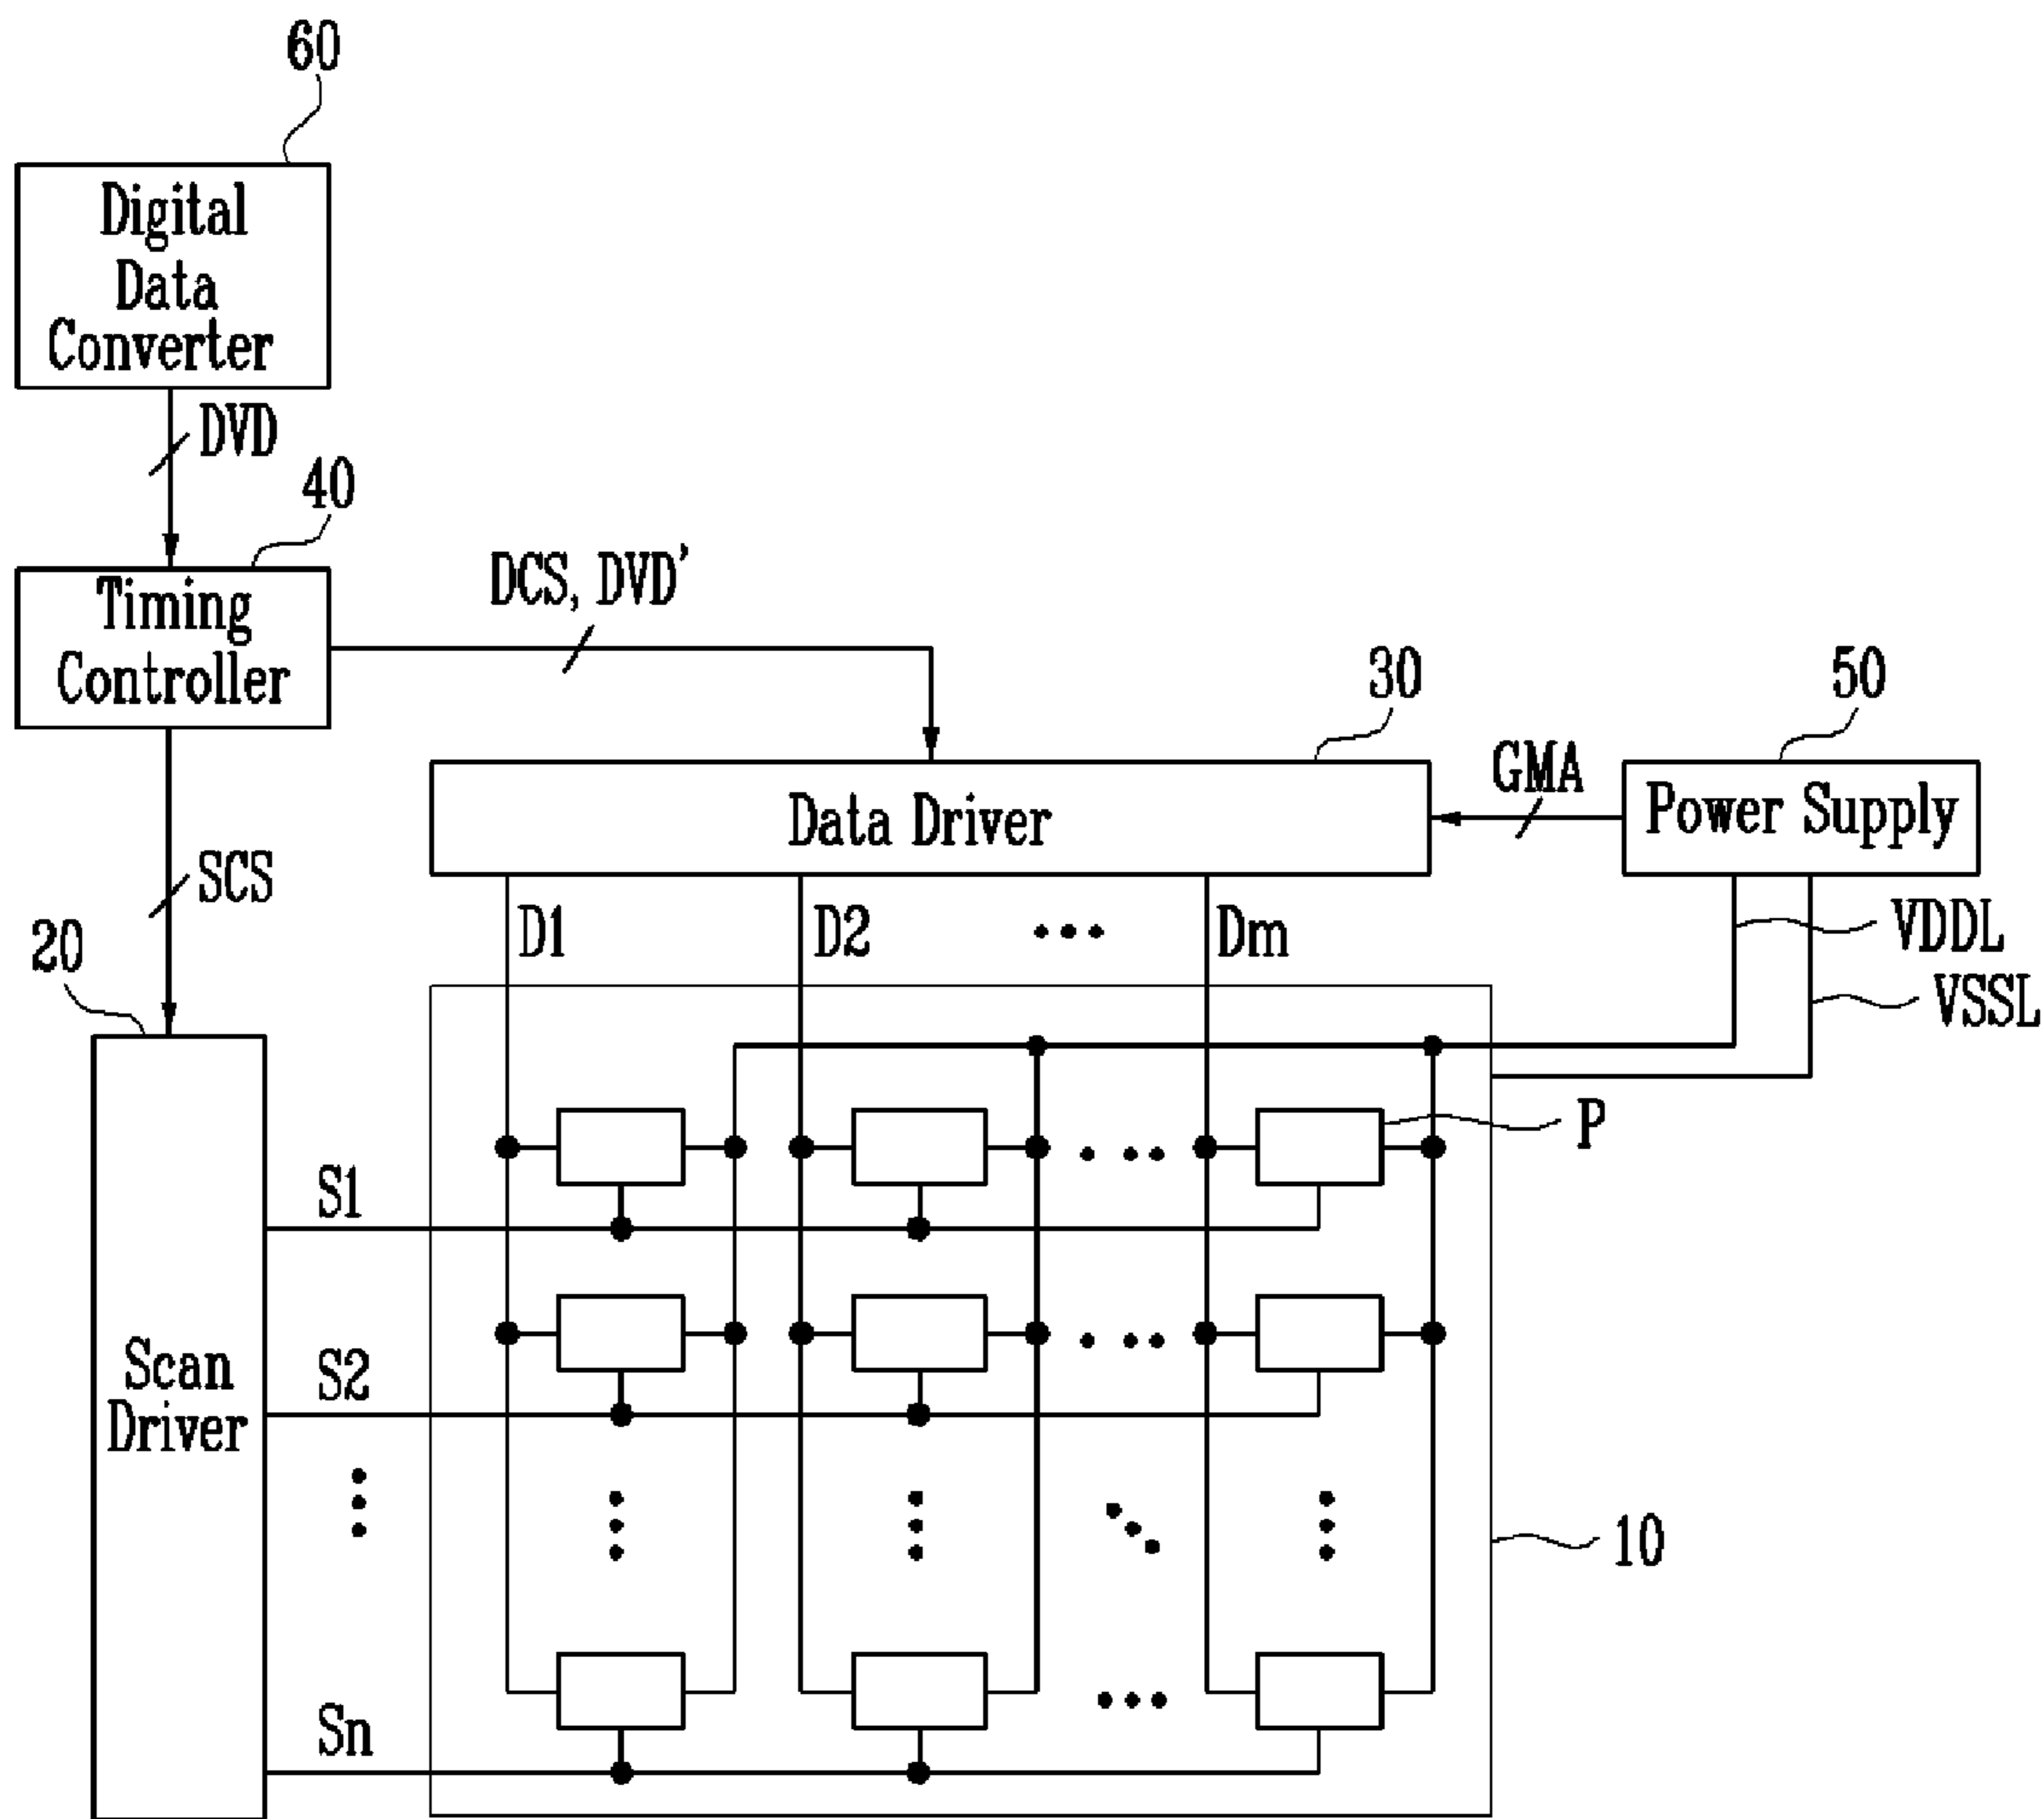 60
Digital
Data
Converter
DVD
40
Timing
Controller
DCS, DVD'
30
50
Data Driver
GMA
Power Supply
SCS
20
D1
D2
Dm
VDDL
VSSL
P
S1
S2
Scan
Driver
10
Sn